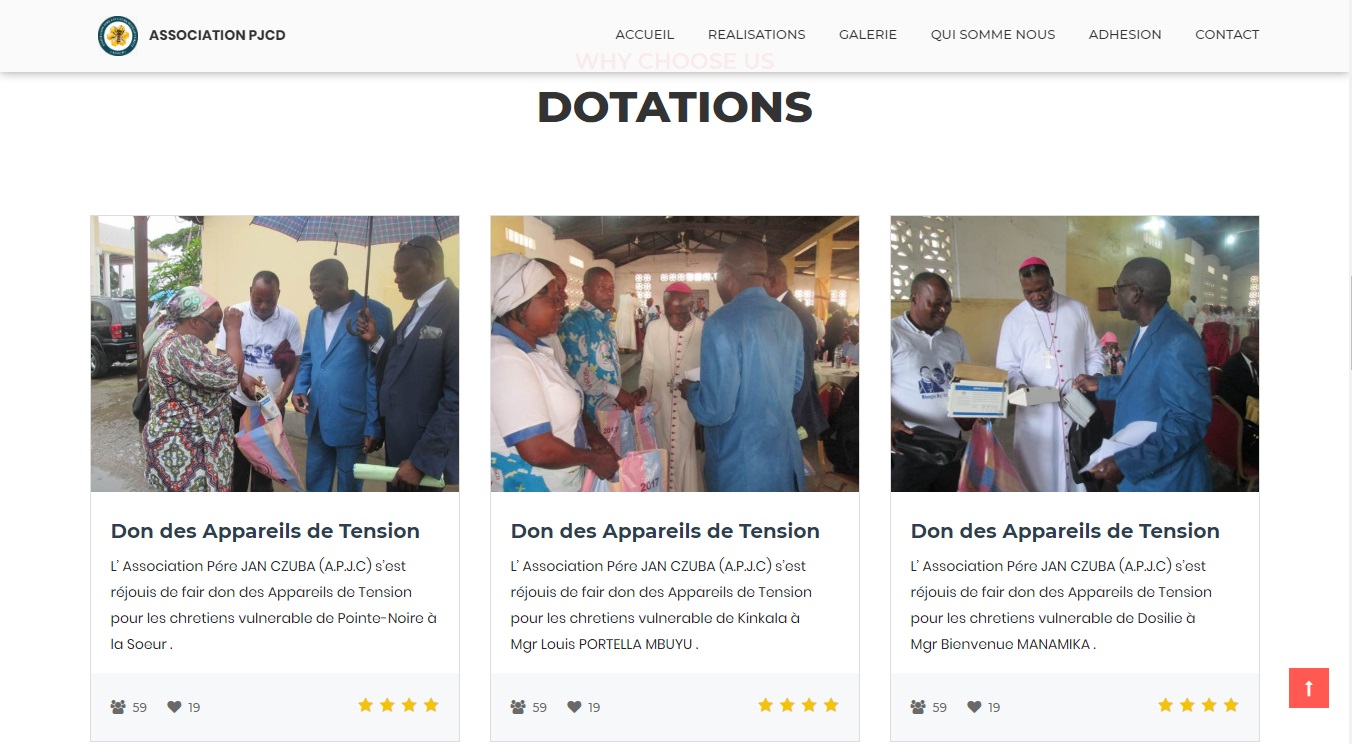 ASSOCIATION PJCD
ACCUEIL REALISATIONS GALERIE QUI SOMME NOUS ADHESION CONTACT
WHY CHOOSE US
DOTATIONS
2017
2017
Don des Appareils de Tension
L' Association Pére JAN CZUBA (A.P.J.C) s'est
réjouis de fair don des Appareils de Tension
pour les chretiens vulnerable de Pointe-Noire à
la Soeur .
59 19
Don des Appareils de Tension
L' Association Pére JAN CZUBA (A.P.J.C) s'est
réjouis de fair don des Appareils de Tension
pour les chretiens vulnerable de Kinkala à
Mgr Louis PORTELLA MBUYU .
59 19
Don des Appareils de Tension
L' Association Pére JAN CZUBA (A.P.J.C) s'est
réjouis de fair don des Appareils de Tension
pour les chretiens vulnerable de Dosilie à
Mgr Bienvenue MANAMIKA .
59 19